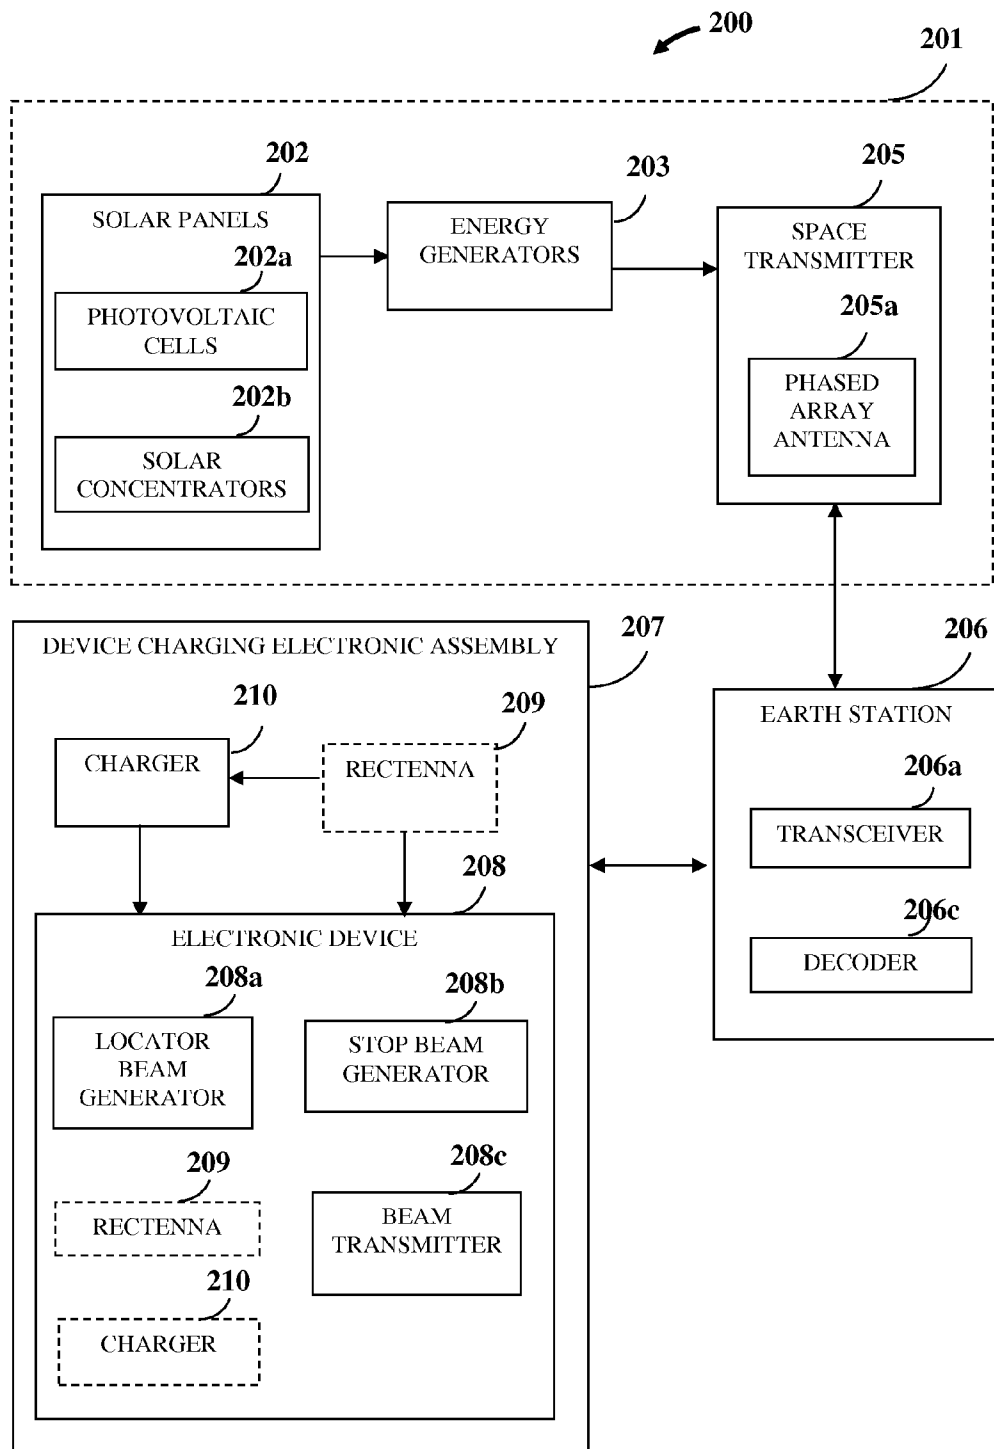 200
201
202
SOLAR PANELS
202a
PHOTOVOLTAIC
CELLS
202b
SOLAR
CONCENTRATORS
203
ENERGY
GENERATORS
205
SPACE
TRANSMITTER
205a
PHASED
ARRAY
ANTENNA
207
DEVICE CHARGING ELECTRONIC ASSEMBLY
210
CHARGER
209
RECTENNA
206
EARTH STATION
206a
TRANSCEIVER
206c
DECODER
208
ELECTRONIC DEVICE
208a
LOCATOR
BEAM
GENERATOR
208b
STOP BEAM
GENERATOR
209
RECTENNA
208c
BEAM
TRANSMITTER
210
CHARGER